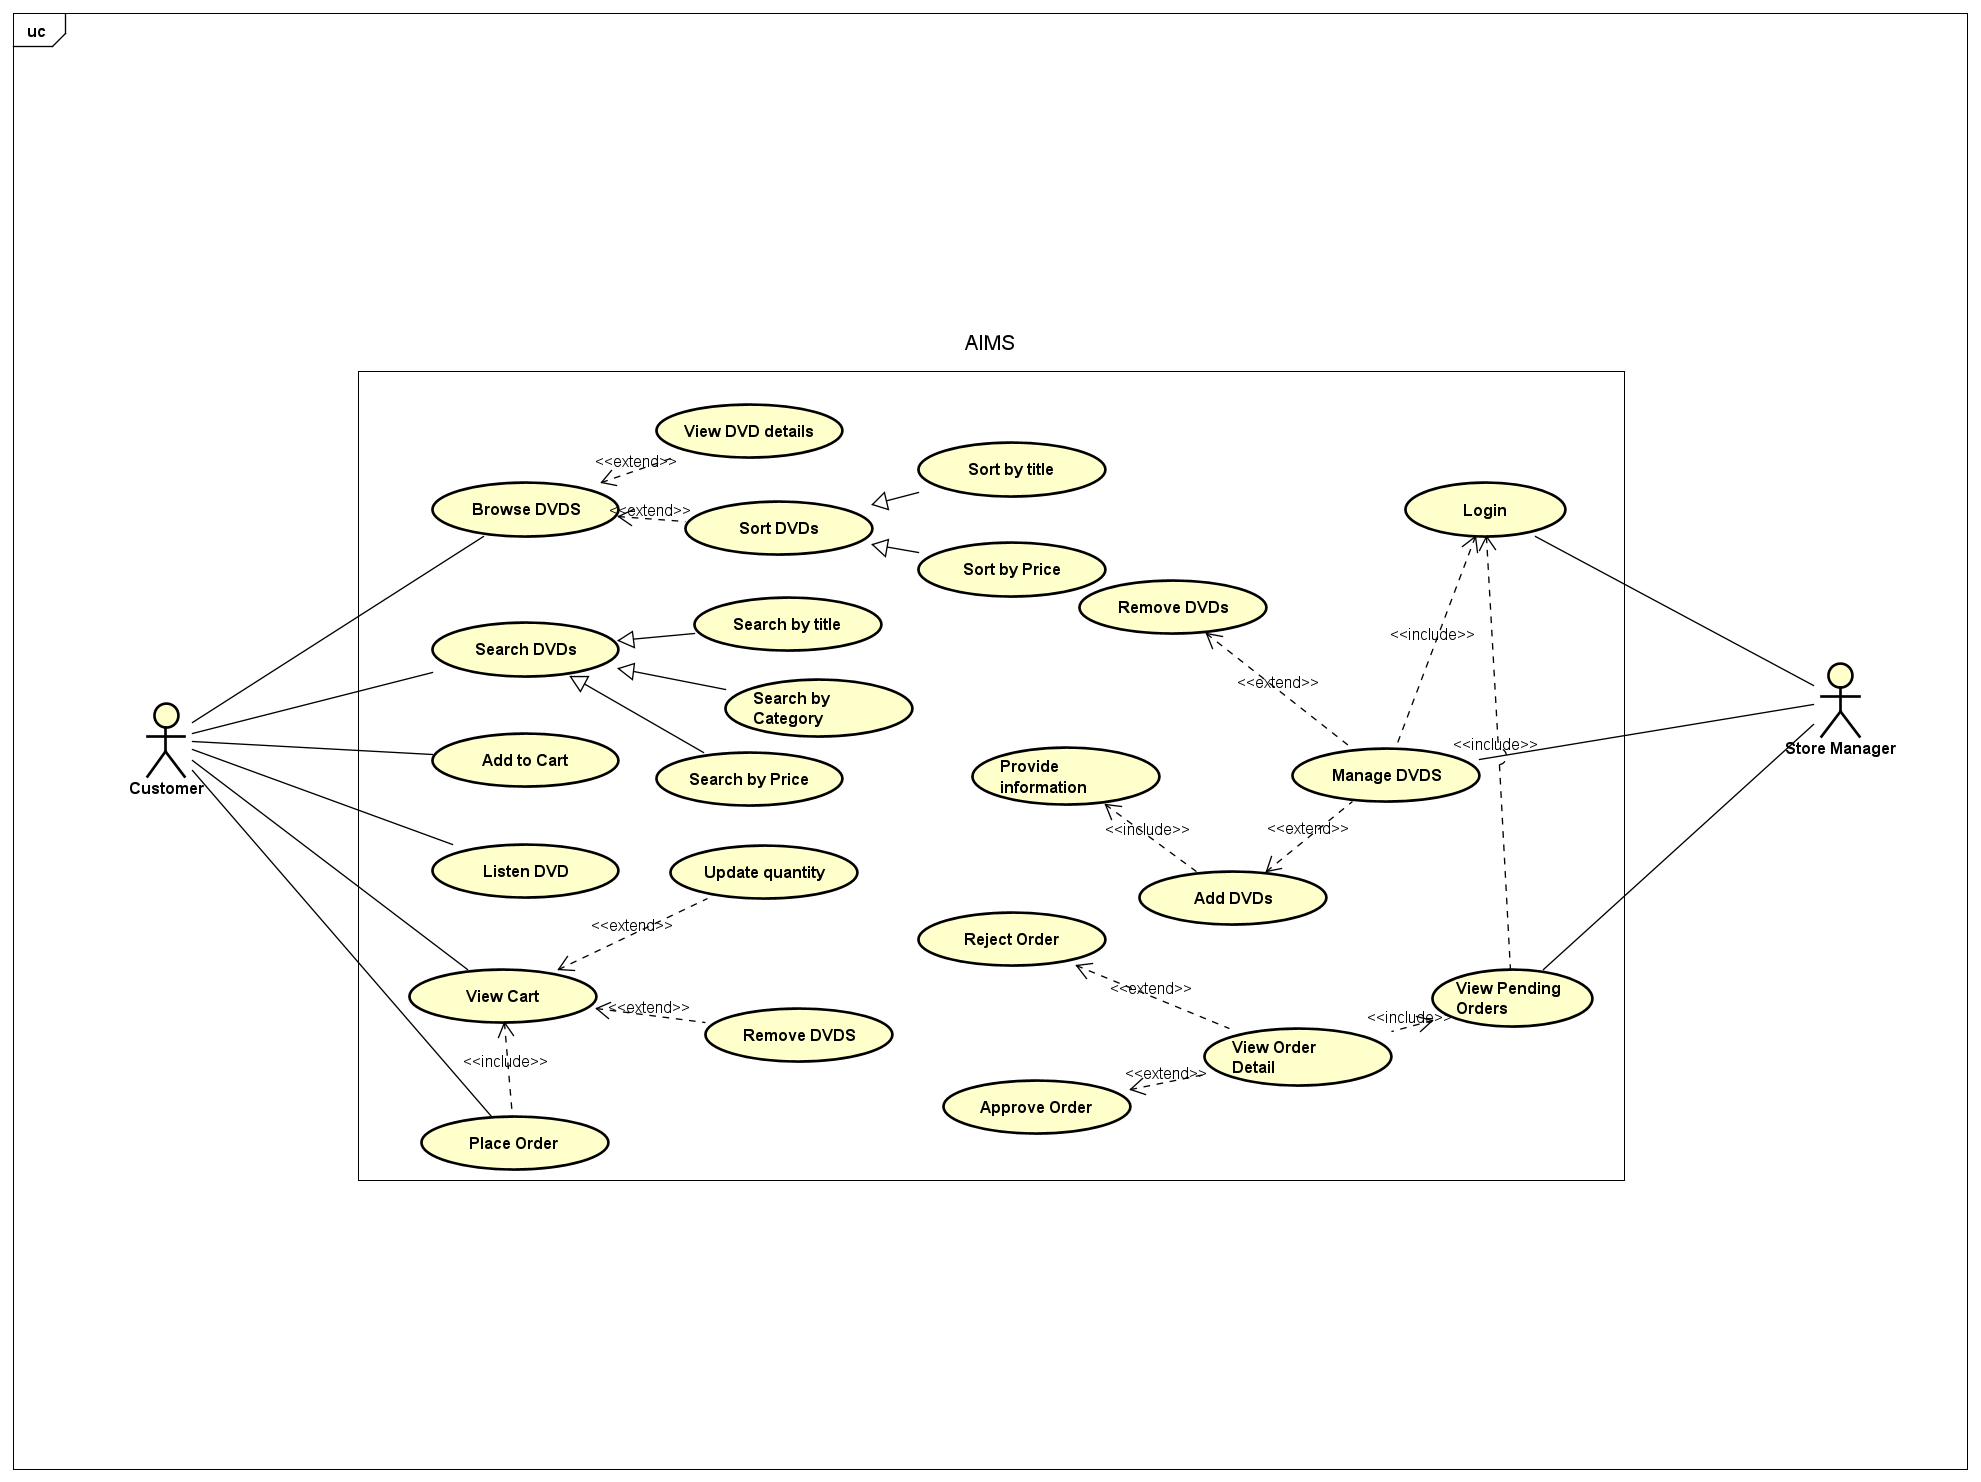 uc
AIMS
View DVD details
<<extend>>
Sort by title
Browse DVDS
<<extend>>
Sort DVDs
Login
Sort by Price
Remove DVDs
Search by title
<<include>>
Search DVDs
<<extend>>
Search by
Category
<<include>>
Store Manager
Add to Cart
Search by Price
Provide
information
Manage DVDS
Customer
<<include>>
<<extend>>
Listen DVD
Update quantity
Add DVDs
<<extend>>
Reject Order
View Cart
<<extend>>
<<extend>>
View Pending
Orders
Remove DVDS
<<include>>
<<include>>
View Order
Detail
<<extend>>
Approve Order
Place Order